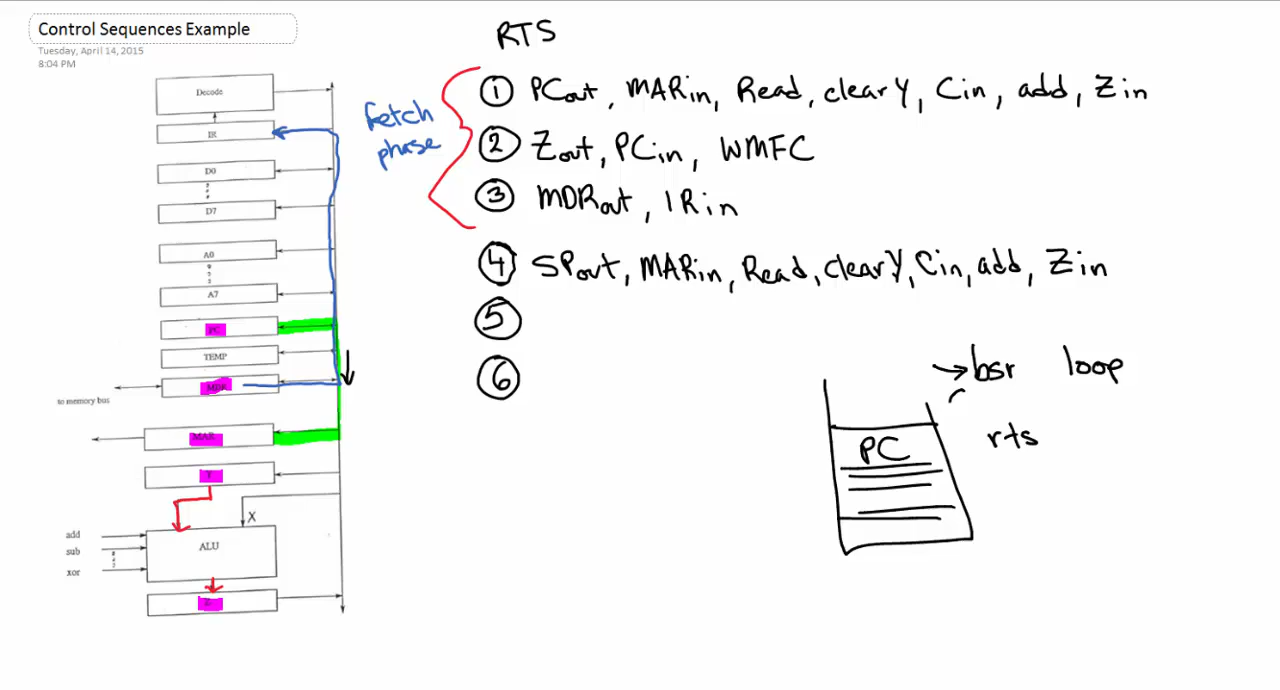 Control Sequences Example
Tuesday, April 14, 2015
8:04 PM
RTS
fetch
phase
① PCout, MARin, Read, clearY, Cin, add, Zin
② Zout, PCin, WMFC
③ MDRout, IRin
④ SPout, MARin, Read, clearY, Cin, add, Zin
⑤
⑥
Decode
IR
D0
D7
A0
A7
PC
TEMP
MDR
to memory bus
MAR
Y
X
add
sub
xor
ALU
Z
→bsr loop
rts
PC